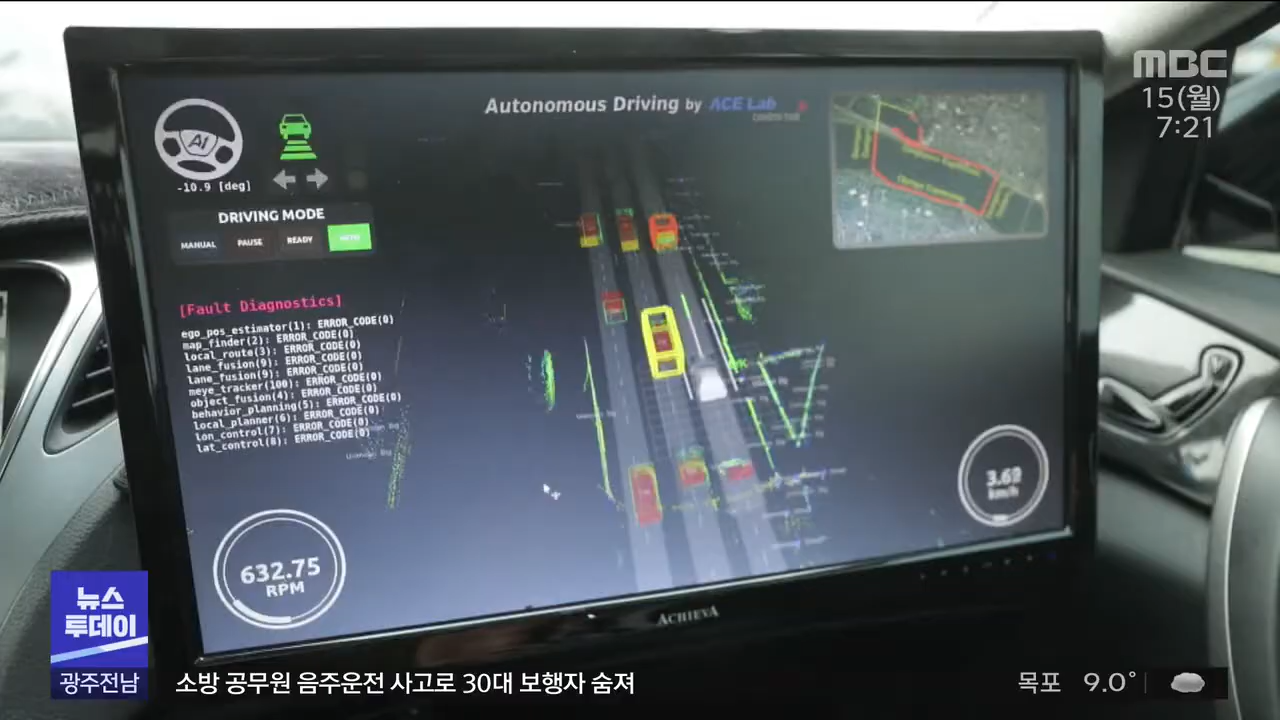 MBC
15(월)
7:21
Autonomous Driving by ACE Lab
AI
-10.9 [deg]
DRIVING MODE
MANUAL PAUSE READY AUTO
[Fault Diagnostics]
ego_pos_estimator(1): ERROR_CODE(0)
map_finder(2): ERROR_CODE(0)
local_route(3): ERROR_CODE(0)
lane_fusion(9): ERROR_CODE(0)
lane_fusion(9): ERROR_CODE(0)
meye_tracker(100): ERROR_CODE(0)
object_fusion(4): ERROR_CODE(0)
behavior_planning(5): ERROR_CODE(0)
local_planner(6): ERROR_CODE(0)
lon_control(7): ERROR_CODE(0)
lat_control(8): ERROR_CODE(0)
632.75
RPM
km/h
ACHIEVA
뉴스
투데이
광주전남
소방 공무원 음주운전 사고로 30대 보행자 숨져
목포 9.0°